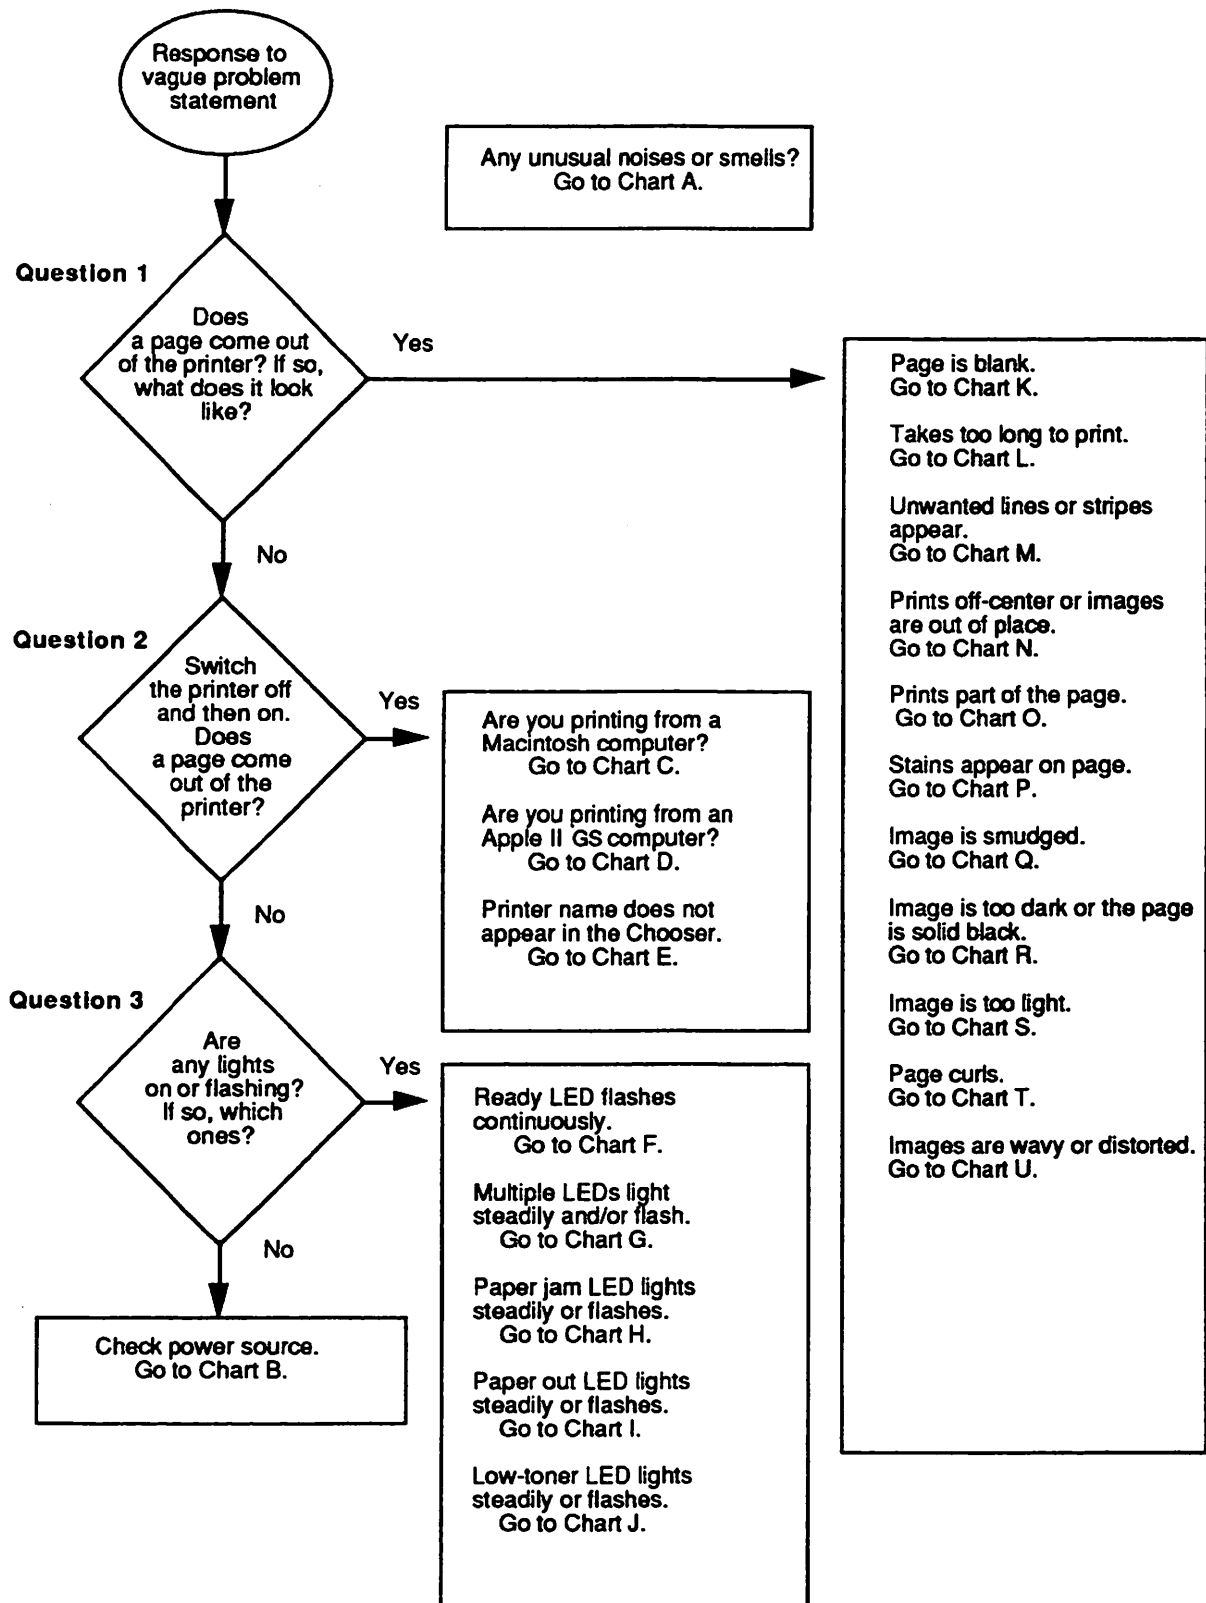 Response to
vague problem
statement
Any unusual noises or smells?
Go to Chart A.
Question 1
Does
a page come out
of the printer? If so,
what does it look
like?
Yes
No
Page is blank.
Go to Chart K.
Takes too long to print.
Go to Chart L.
Unwanted lines or stripes
appear.
Go to Chart M.
Prints off-center or images
are out of place.
Go to Chart N.
Prints part of the page.
Go to Chart O.
Stains appear on page.
Go to Chart P.
Image is smudged.
Go to Chart Q.
Image is too dark or the page
is solid black.
Go to Chart R.
Image is too light.
Go to Chart S.
Page curls.
Go to Chart T.
Images are wavy or distorted.
Go to Chart U.
Question 2
Switch
the printer off
and then on.
Does
a page come
out of the
printer?
Yes
No
Are you printing from a
Macintosh computer?
Go to Chart C.
Are you printing from an
Apple II GS computer?
Go to Chart D.
Printer name does not
appear in the Chooser.
Go to Chart E.
Question 3
Are
any lights
on or flashing?
If so, which
ones?
Yes
No
Ready LED flashes
continuously.
Go to Chart F.
Multiple LEDs light
steadily and/or flash.
Go to Chart G.
Paper jam LED lights
steadily or flashes.
Go to Chart H.
Paper out LED lights
steadily or flashes.
Go to Chart I.
Low-toner LED lights
steadily or flashes.
Go to Chart J.
Check power source.
Go to Chart B.